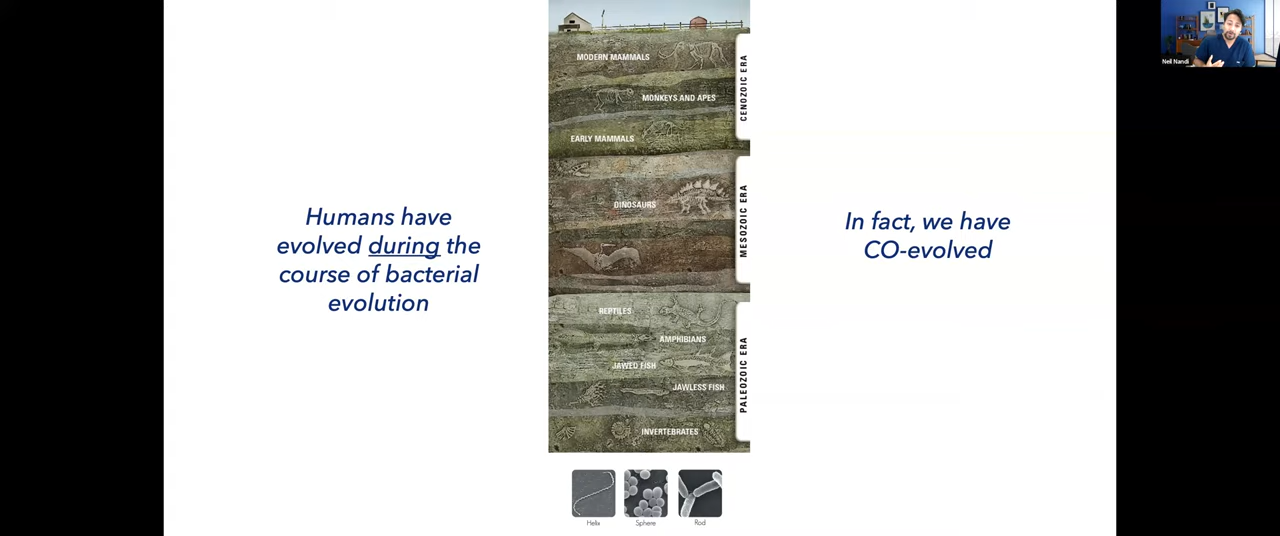 Humans have
evolved during the
course of bacterial
evolution
MODERN MAMMALS
MONKEYS AND APES
EARLY MAMMALS
CENOZOIC ERA
DINOSAURS
MESOZOIC ERA
REPTILES
AMPHIBIANS
JAWED FISH
JAWLESS FISH
INVERTEBRATES
PALEOZOIC ERA
Helix
Sphere
Rod
In fact, we have
CO-evolved
Neil Nandi